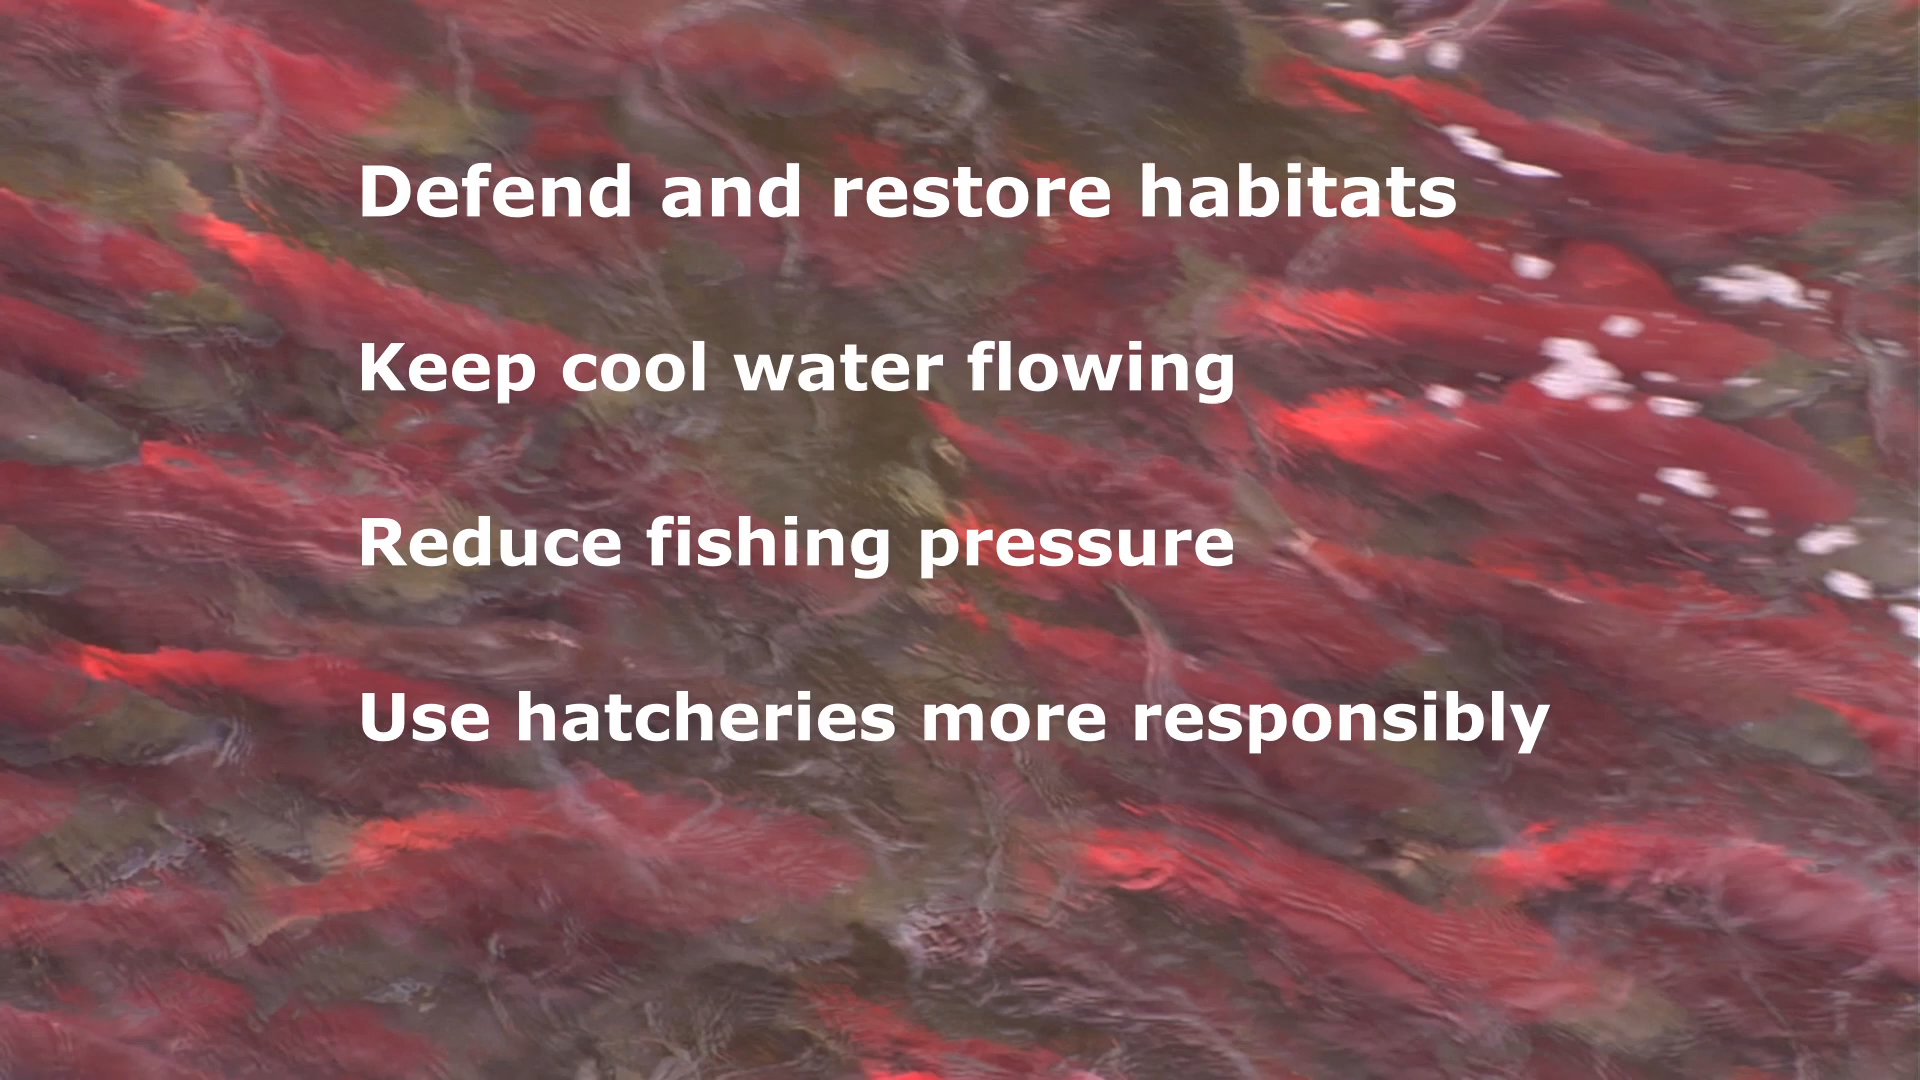 Defend and restore habitats
Keep cool water flowing
Reduce fishing pressure
Use hatcheries more responsibly